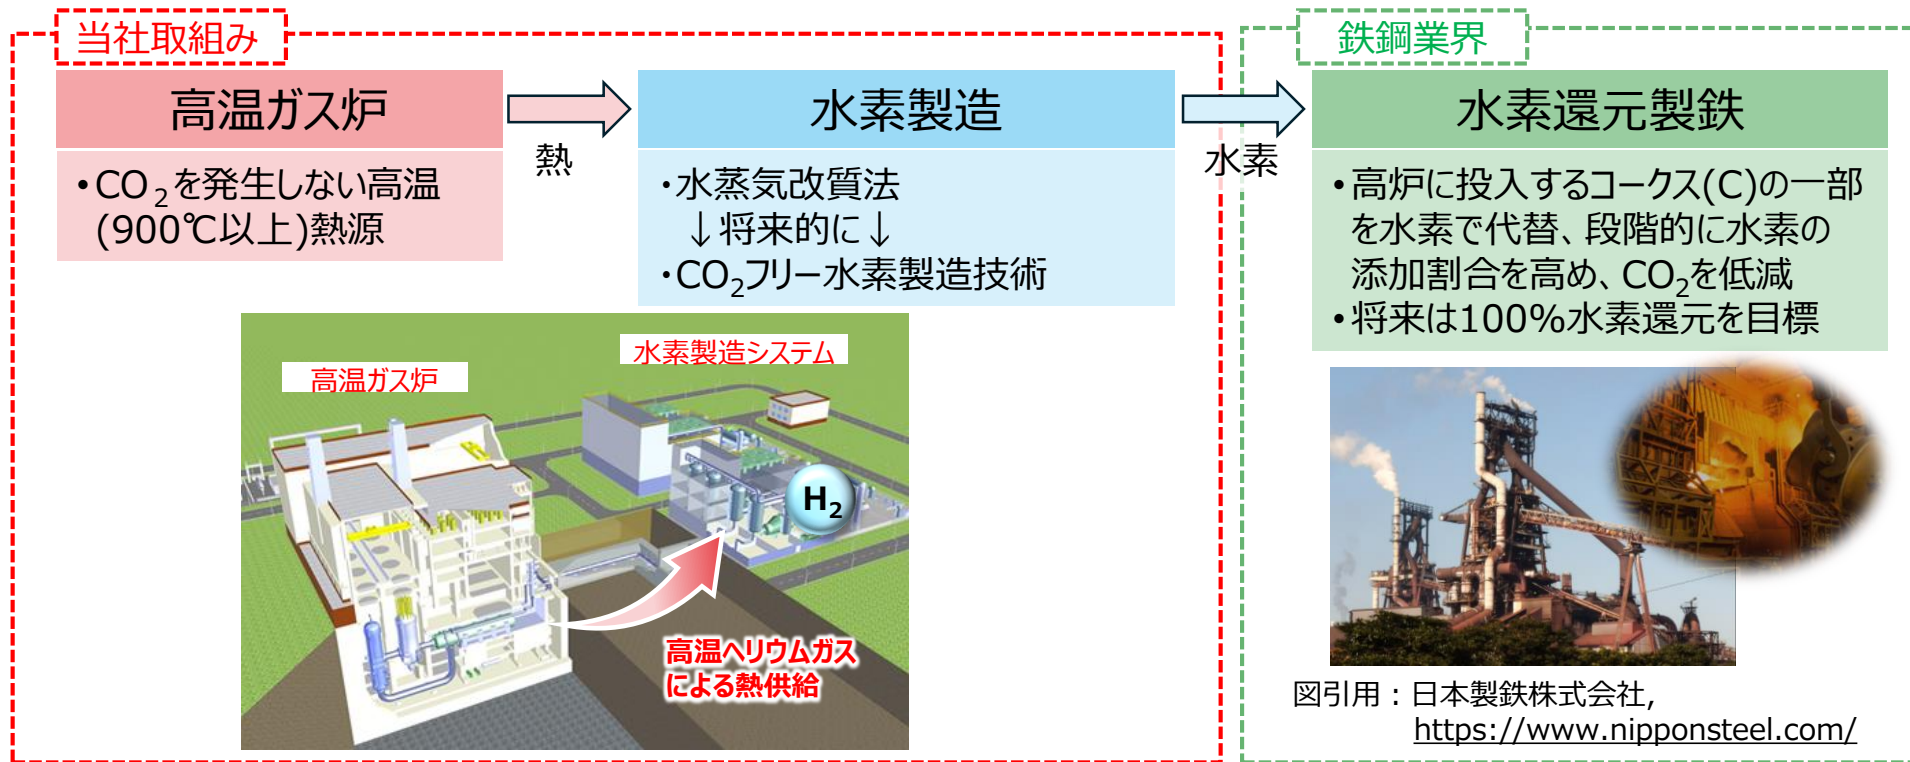 当社取組み
高温ガス炉
•CO₂を発生しない高温
(900℃以上)熱源
熱
水素製造
・水蒸気改質法
↓将来的に↓
・CO₂フリー水素製造技術
水素
高温ガス炉
水素製造システム
H₂
高温ヘリウムガス
による熱供給
鉄鋼業界
水素還元製鉄
•高炉に投入するコークス(C)の一部
を水素で代替、段階的に水素の
添加割合を高め、CO₂を低減
•将来は100%水素還元を目標
図引用：日本製鉄株式会社,
https://www.nipponsteel.com/